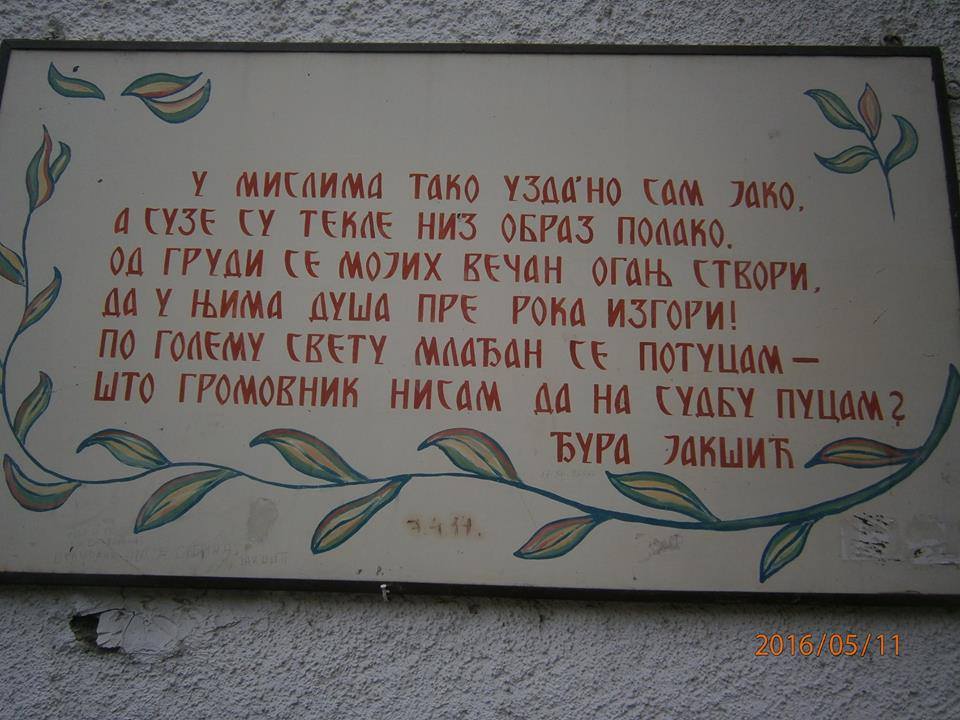 У МИСЛИМА ТАКО УЗДА'НО САМ ЈАКО,
А СУЗЕ СУ ТЕКЛЕ НИЗ ОБРАЗ ПОЛАКО.
ОД ГРУДИ СЕ МОЈИХ ВЕЧАН ОГАЊ СТВОРИ,
ДА У ЊИМА ДУША ПРЕ РОКА ИЗГОРИ!
ПО ГОЛЕМУ СВЕТУ МЛАЂАН СЕ ПОТУЦАМ —
ШТО ГРОМОВНИК НИСАМ ДА НА СУДБУ ПУЦАМ?
ЂУРА ЈАКШИЋ
2016/05/11